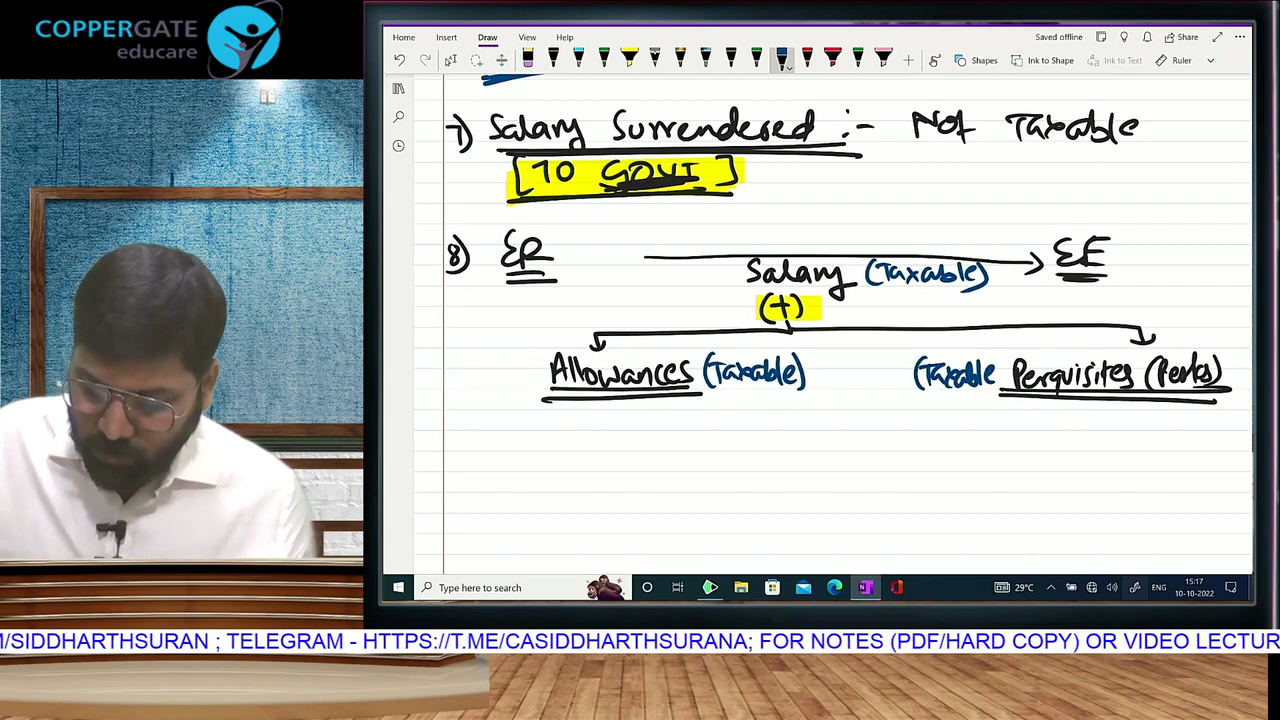 COPPERGATE
educare
Home Insert Draw View Help
Saved offline
Share
Shapes
Ink to Shape
Ink to Text
Ruler
7) Salary Surrendered :- Not Taxable
[TO GOVT]
8) ER
EE
Salary (Taxable)
(+)
Allowances (Taxable)
(Taxable Perquisites (Perks)
Type here to search
29°C
ENG
15:17
10-10-2022
M/SIDDHARTHSURAN ; TELEGRAM - HTTPS://T.ME/CASIDDHARTHSURANA; FOR NOTES (PDF/HARD COPY) OR VIDEO LECTUR